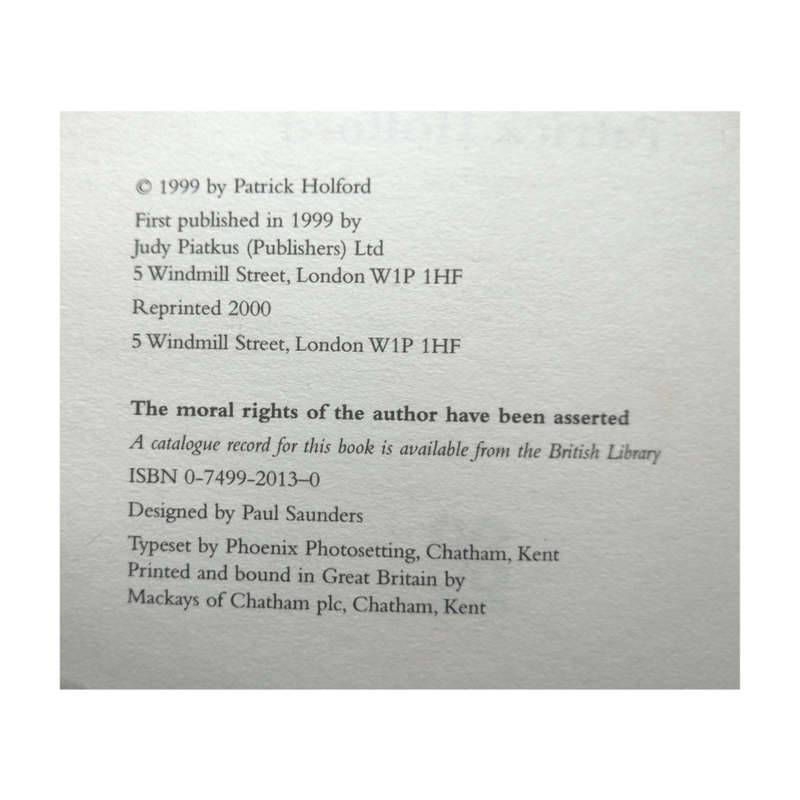 © 1999 by Patrick Holford
First published in 1999 by
Judy Piatkus (Publishers) Ltd
5 Windmill Street, London W1P 1HF
Reprinted 2000
5 Windmill Street, London W1P 1HF
The moral rights of the author have been asserted
A catalogue record for this book is available from the British Library
ISBN 0-7499-2013–0
Designed by Paul Saunders
Typeset by Phoenix Photosetting, Chatham, Kent
Printed and bound in Great Britain by
Mackays of Chatham plc, Chatham, Kent